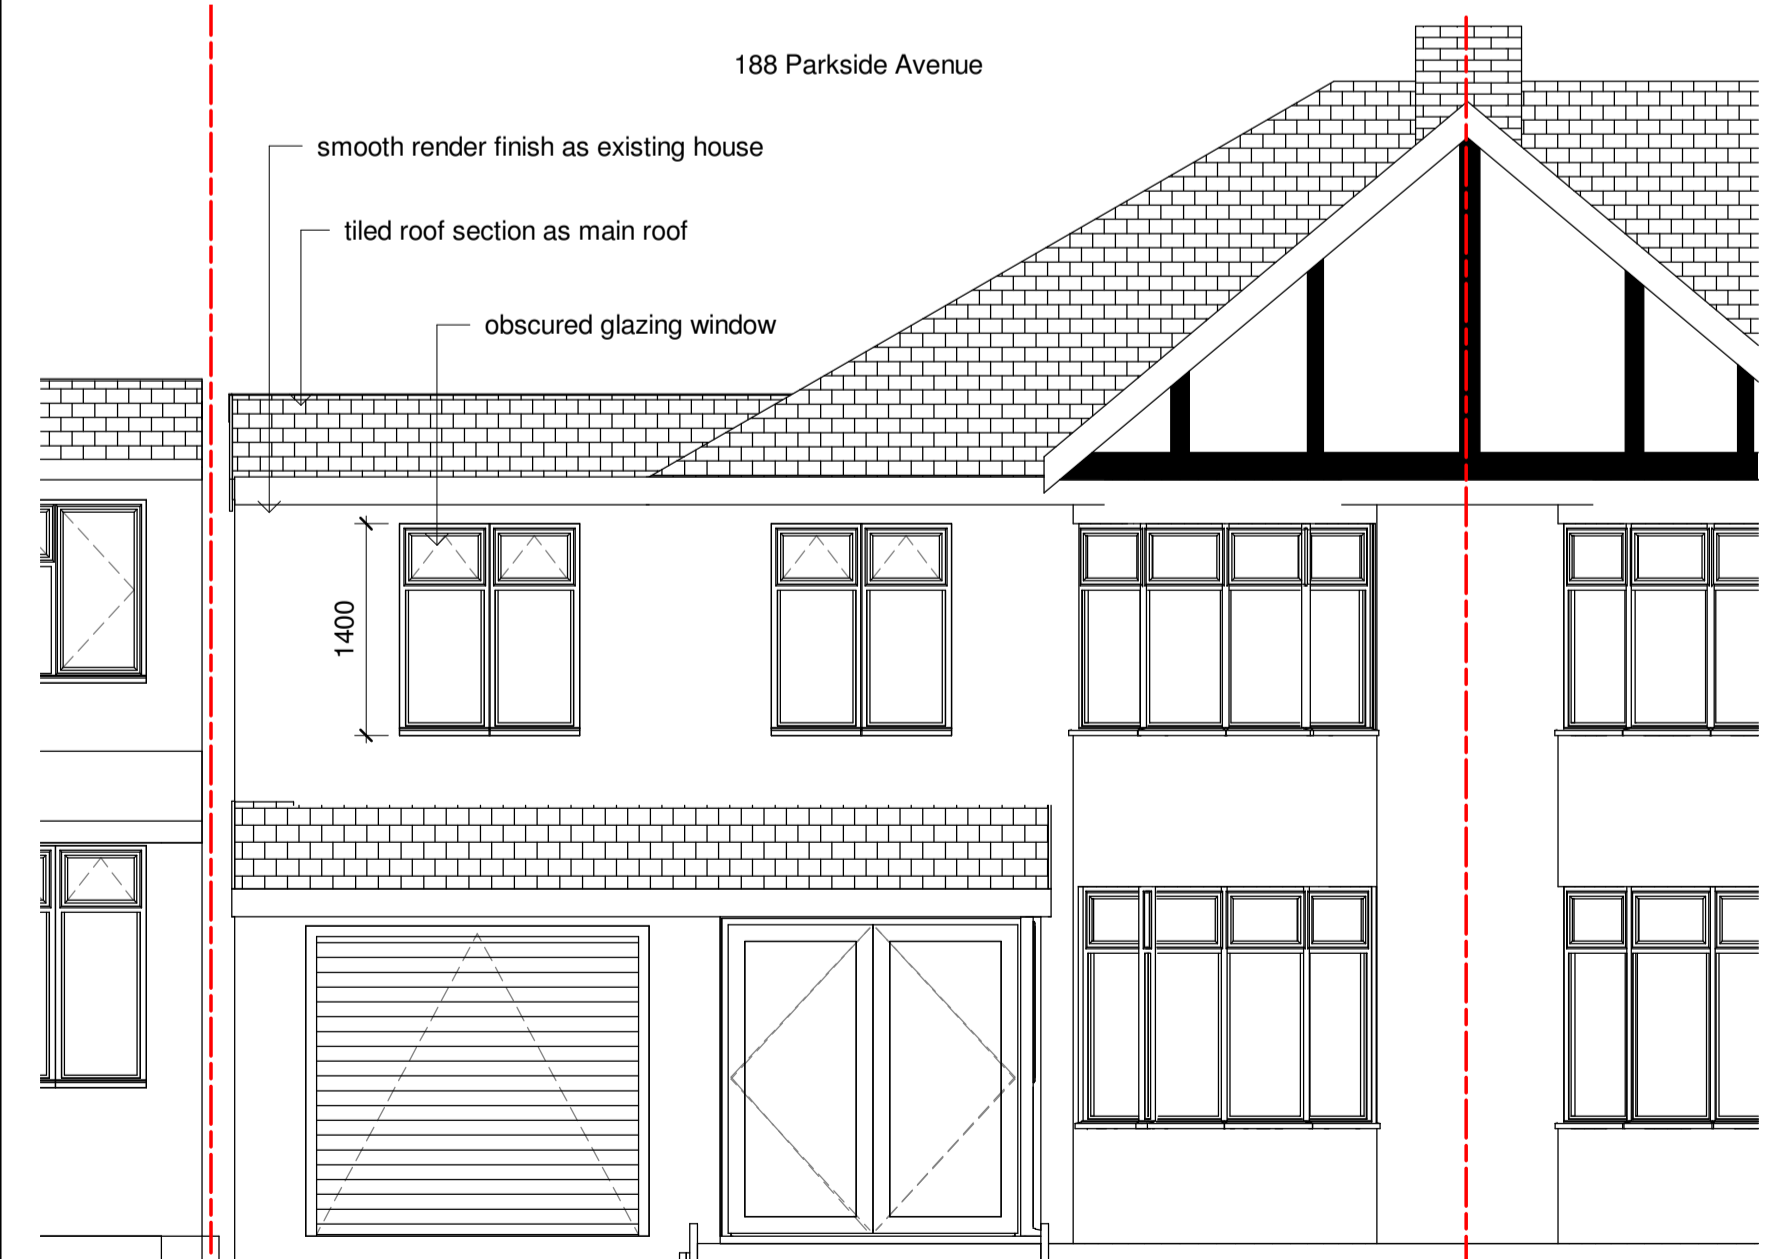 188 Parkside Avenue
smooth render finish as existing house
tiled roof section as main roof
obscured glazing window
1400